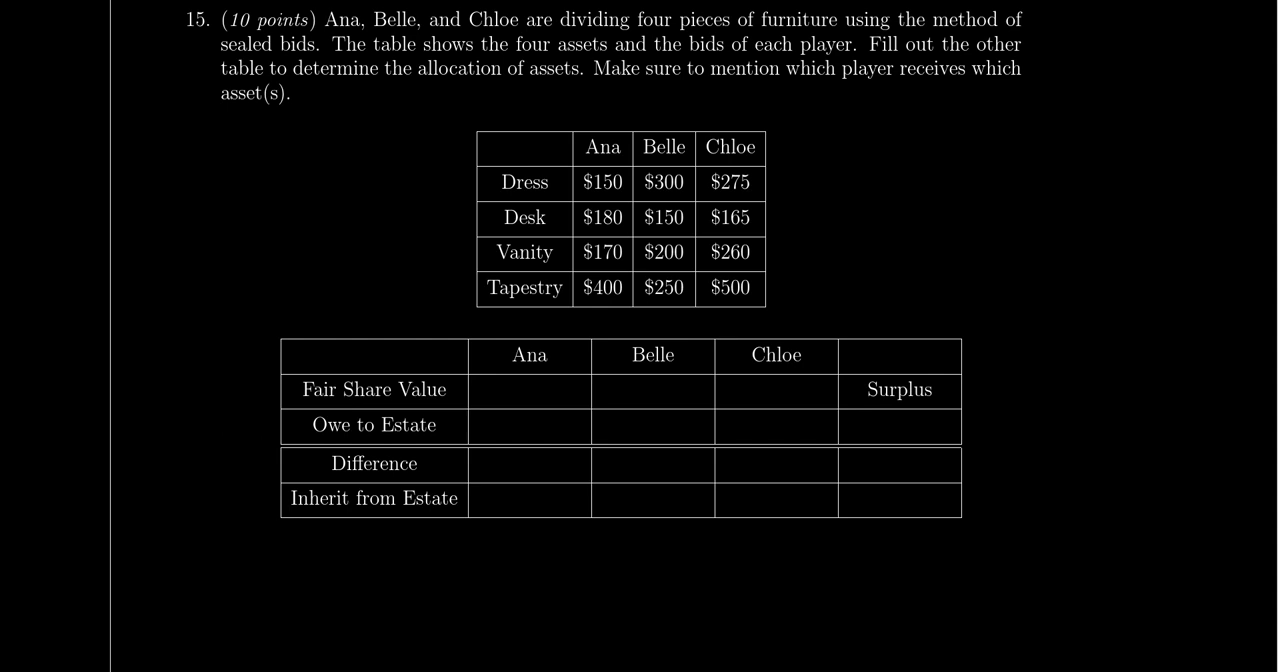 15. (10 points) Ana, Belle, and Chloe are dividing four pieces of furniture using the method of
sealed bids. The table shows the four assets and the bids of each player. Fill out the other
table to determine the allocation of assets. Make sure to mention which player receives which
asset(s).
Ana Belle Chloe
Dress $150 $300 $275
Desk $180 $150 $165
Vanity $170 $200 $260
Tapestry $400 $250 $500
Ana Belle Chloe
Fair Share Value Surplus
Owe to Estate
Difference
Inherit from Estate